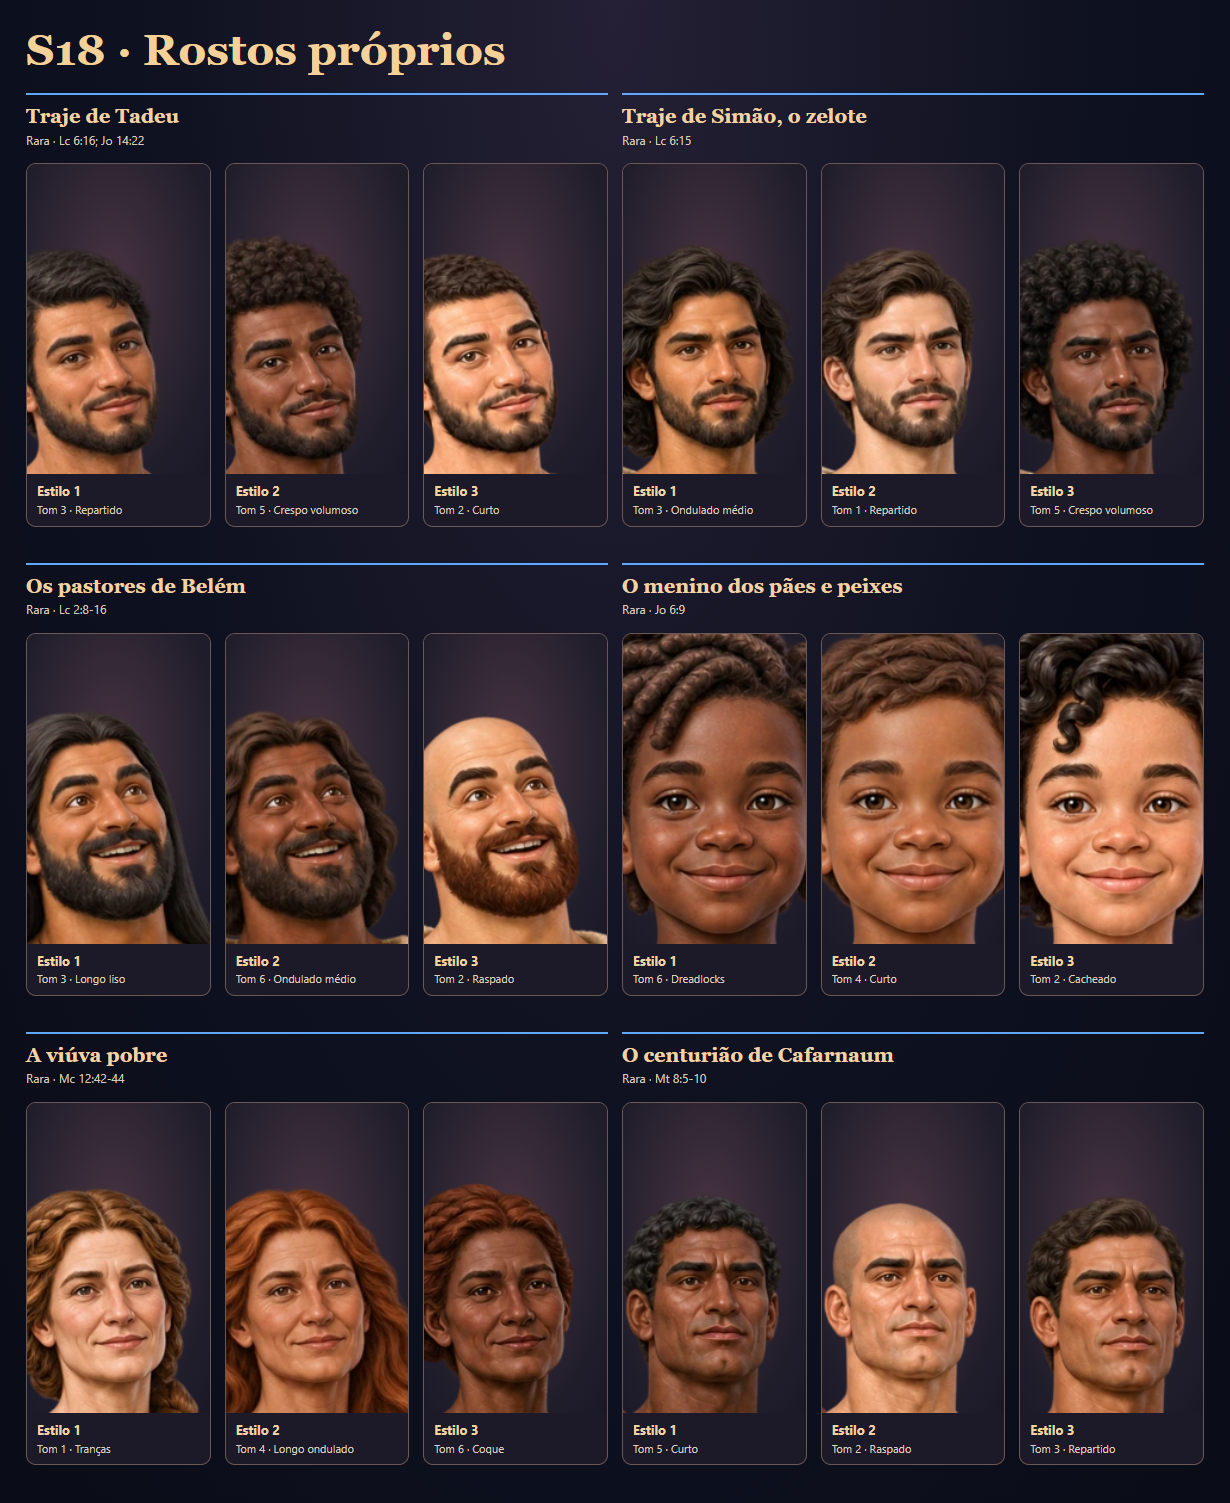 S18 · Rostos próprios
Traje de Tadeu
Rara · Lc 6:16; Jo 14:22
Estilo 1
Tom 3 · Repartido
Estilo 2
Tom 5 · Crespo volumoso
Estilo 3
Tom 2 · Curto
Traje de Simão, o zelote
Rara · Lc 6:15
Estilo 1
Tom 3 · Ondulado médio
Estilo 2
Tom 1 · Repartido
Estilo 3
Tom 5 · Crespo volumoso
Os pastores de Belém
Rara · Lc 2:8-16
Estilo 1
Tom 3 · Longo liso
Estilo 2
Tom 6 · Ondulado médio
Estilo 3
Tom 2 · Raspado
O menino dos pães e peixes
Rara · Jo 6:9
Estilo 1
Tom 6 · Dreadlocks
Estilo 2
Tom 4 · Curto
Estilo 3
Tom 2 · Cacheado
A viúva pobre
Rara · Mc 12:42-44
Estilo 1
Tom 1 · Tranças
Estilo 2
Tom 4 · Longo ondulado
Estilo 3
Tom 6 · Coque
O centurião de Cafarnaum
Rara · Mt 8:5-10
Estilo 1
Tom 5 · Curto
Estilo 2
Tom 2 · Raspado
Estilo 3
Tom 3 · Repartido